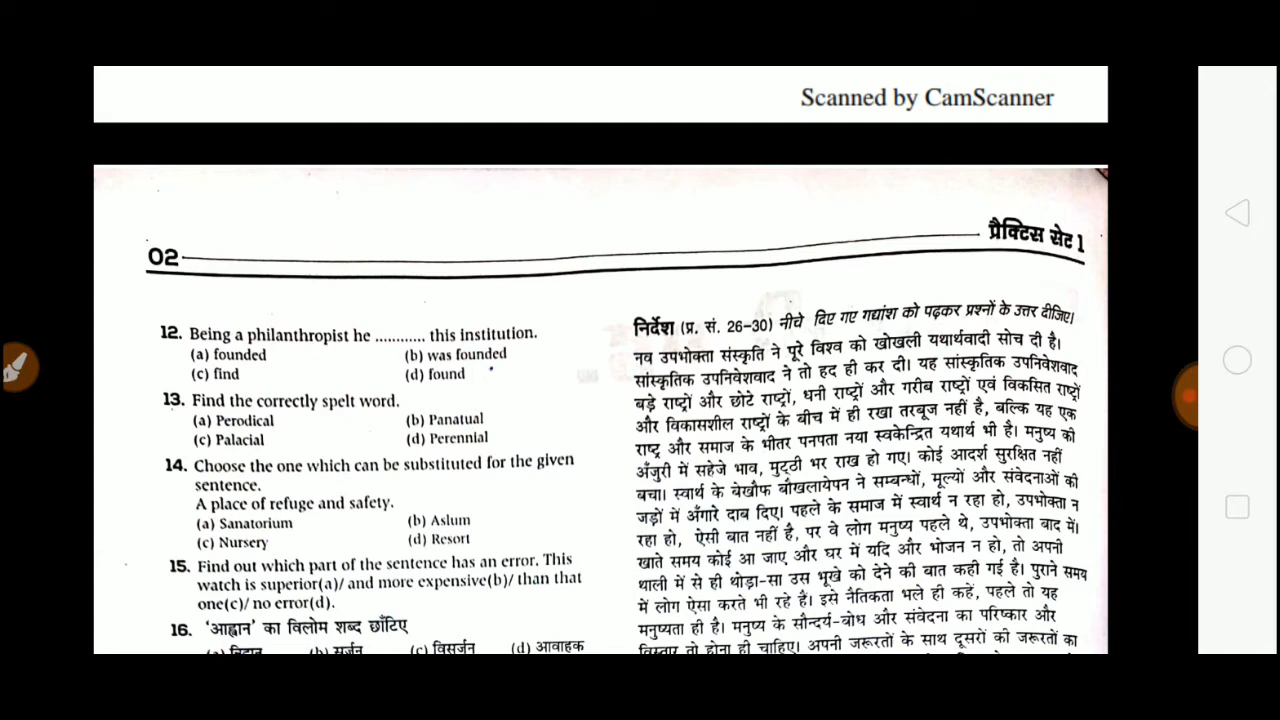 Scanned by CamScanner
02
प्रैक्टिस सेट 1
12. Being a philanthropist he ............ this institution.
(a) founded (b) was founded
(c) find (d) found
13. Find the correctly spelt word.
(a) Perodical (b) Panatual
(c) Palacial (d) Perennial
14. Choose the one which can be substituted for the given
sentence.
A place of refuge and safety.
(a) Sanatorium (b) Aslum
(c) Nursery (d) Resort
15. Find out which part of the sentence has an error. This
watch is superior(a)/ and more expensive(b)/ than that
one(c)/ no error(d).
16. ‘आह्वान’ का विलोम शब्द छाँटिए
(b) सर्जन (c) विसर्जन (d) आवाहक
निर्देश (प्र. सं. 26-30) नीचे दिए गए गद्यांश को पढ़कर प्रश्नों के उत्तर दीजिए।
नव उपभोक्ता संस्कृति ने पूरे विश्व को खोखली यथार्थवादी सोच दी है।
सांस्कृतिक उपनिवेशवाद ने तो हद ही कर दी। यह सांस्कृतिक उपनिवेशवाद
बड़े राष्ट्रों और छोटे राष्ट्रों, धनी राष्ट्रों और गरीब राष्ट्रों एवं विकसित राष्ट्रों
और विकासशील राष्ट्रों के बीच में ही रखा तरबूज नहीं है, बल्कि यह एक
राष्ट्र और समाज के भीतर पनपता नया स्वकेन्द्रित यथार्थ भी है। मनुष्य की
अँजुरी में सहेजे भाव, मुट्ठी भर राख हो गए। कोई आदर्श सुरक्षित नहीं
बचा। स्वार्थ के बेखौफ बौखलायेपन ने सम्बन्धों, मूल्यों और संवेदनाओं की
जड़ों में अँगारे दाब दिए। पहले के समाज में स्वार्थ न रहा हो, उपभोक्ता न
रहा हो, ऐसी बात नहीं है, पर वे लोग मनुष्य पहले थे, उपभोक्ता बाद में।
खाते समय कोई आ जाए और घर में यदि और भोजन न हो, तो अपनी
थाली में से ही थोड़ा-सा उस भूखे को देने की बात कही गई है। पुराने समय
में लोग ऐसा करते भी रहे हैं। इसे नैतिकता भले ही कहें, पहले तो यह
मनुष्यता ही है। मनुष्य के सौन्दर्य-बोध और संवेदना का परिष्कार और
विस्तार तो होना ही चाहिए। अपनी जरूरतों के साथ दूसरों की जरूरतों का